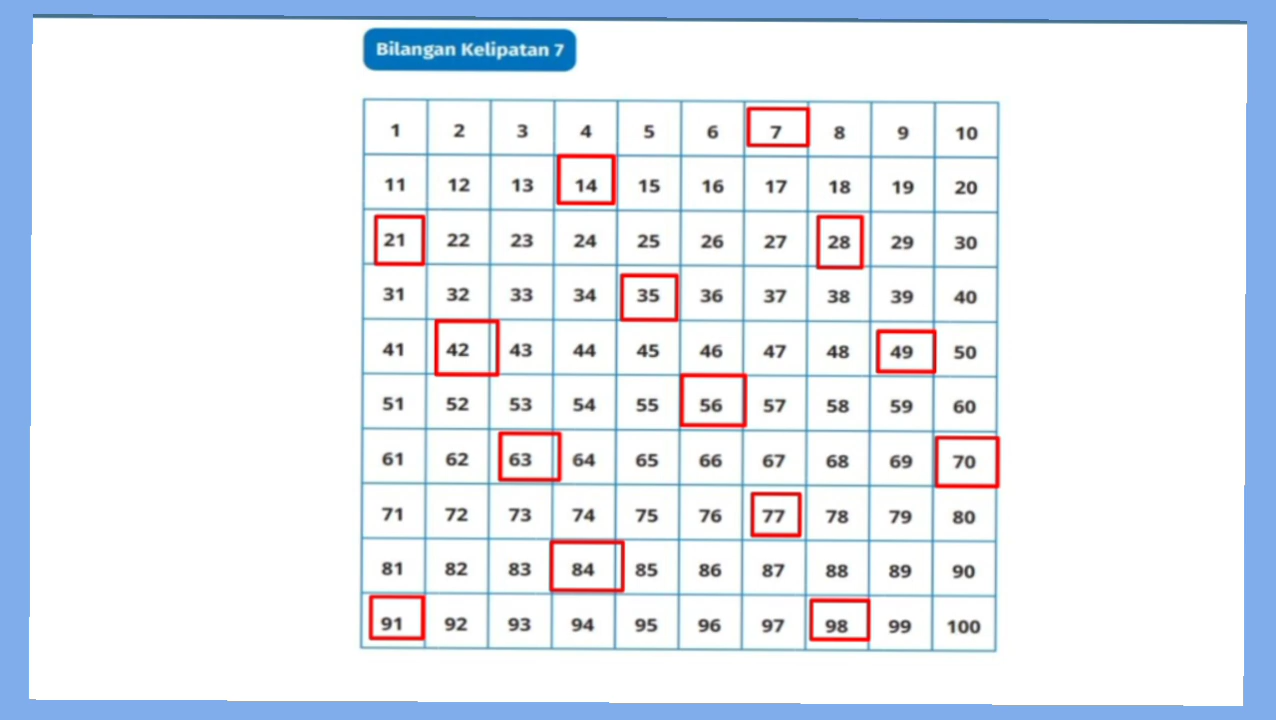 Bilangan Kelipatan 7
1 2 3 4 5 6 7 8 9 10
11 12 13 14 15 16 17 18 19 20
21 22 23 24 25 26 27 28 29 30
31 32 33 34 35 36 37 38 39 40
41 42 43 44 45 46 47 48 49 50
51 52 53 54 55 56 57 58 59 60
61 62 63 64 65 66 67 68 69 70
71 72 73 74 75 76 77 78 79 80
81 82 83 84 85 86 87 88 89 90
91 92 93 94 95 96 97 98 99 100